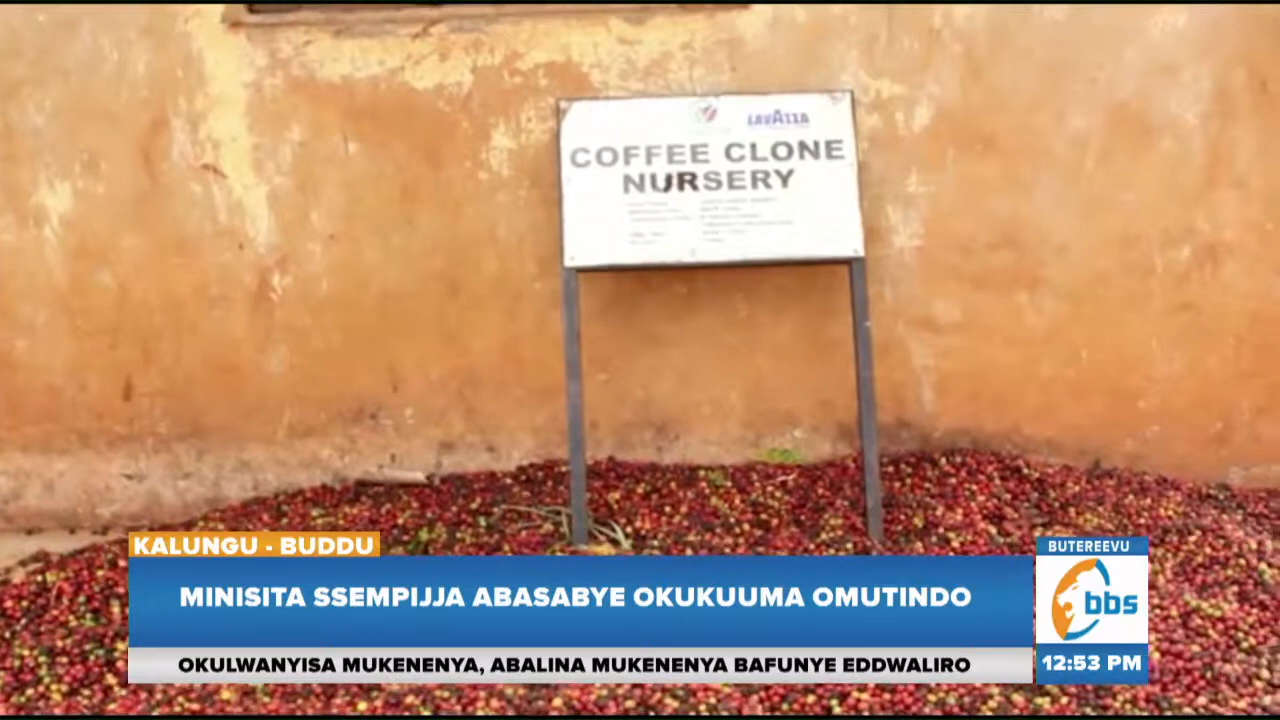 LAVAZZA
COFFEE CLONE
NURSERY
KALUNGU - BUDDU
MINISITA SSEMPIJJA ABASABYE OKUKUUMA OMUTINDO
OKULWANYISA MUKENENYA, ABALINA MUKENENYA BAFUNYE EDDWALIRO
BUTEREEVU
bbs
12:53 PM